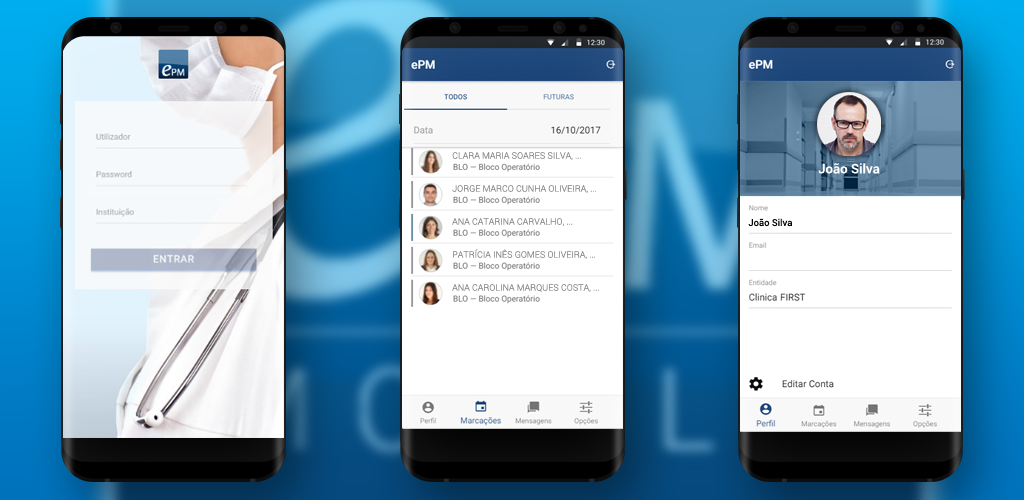 ePM
Utilizador
Password
Instituição
ENTRAR
12:30
ePM
TODOS
FUTURAS
Data
16/10/2017
CLARA MARIA SOARES SILVA, ...
BLO — Bloco Operatório
JORGE MARCO CUNHA OLIVEIRA, ...
BLO — Bloco Operatório
ANA CATARINA CARVALHO, ...
BLO — Bloco Operatório
PATRÍCIA INÊS GOMES OLIVEIRA, ...
BLO — Bloco Operatório
ANA CAROLINA MARQUES COSTA, ...
BLO — Bloco Operatório
Perfil
Marcações
Mensagens
Opções
12:30
ePM
João Silva
Nome
João Silva
Email
Entidade
Clinica FIRST
Editar Conta
Perfil
Marcações
Mensagens
Opções